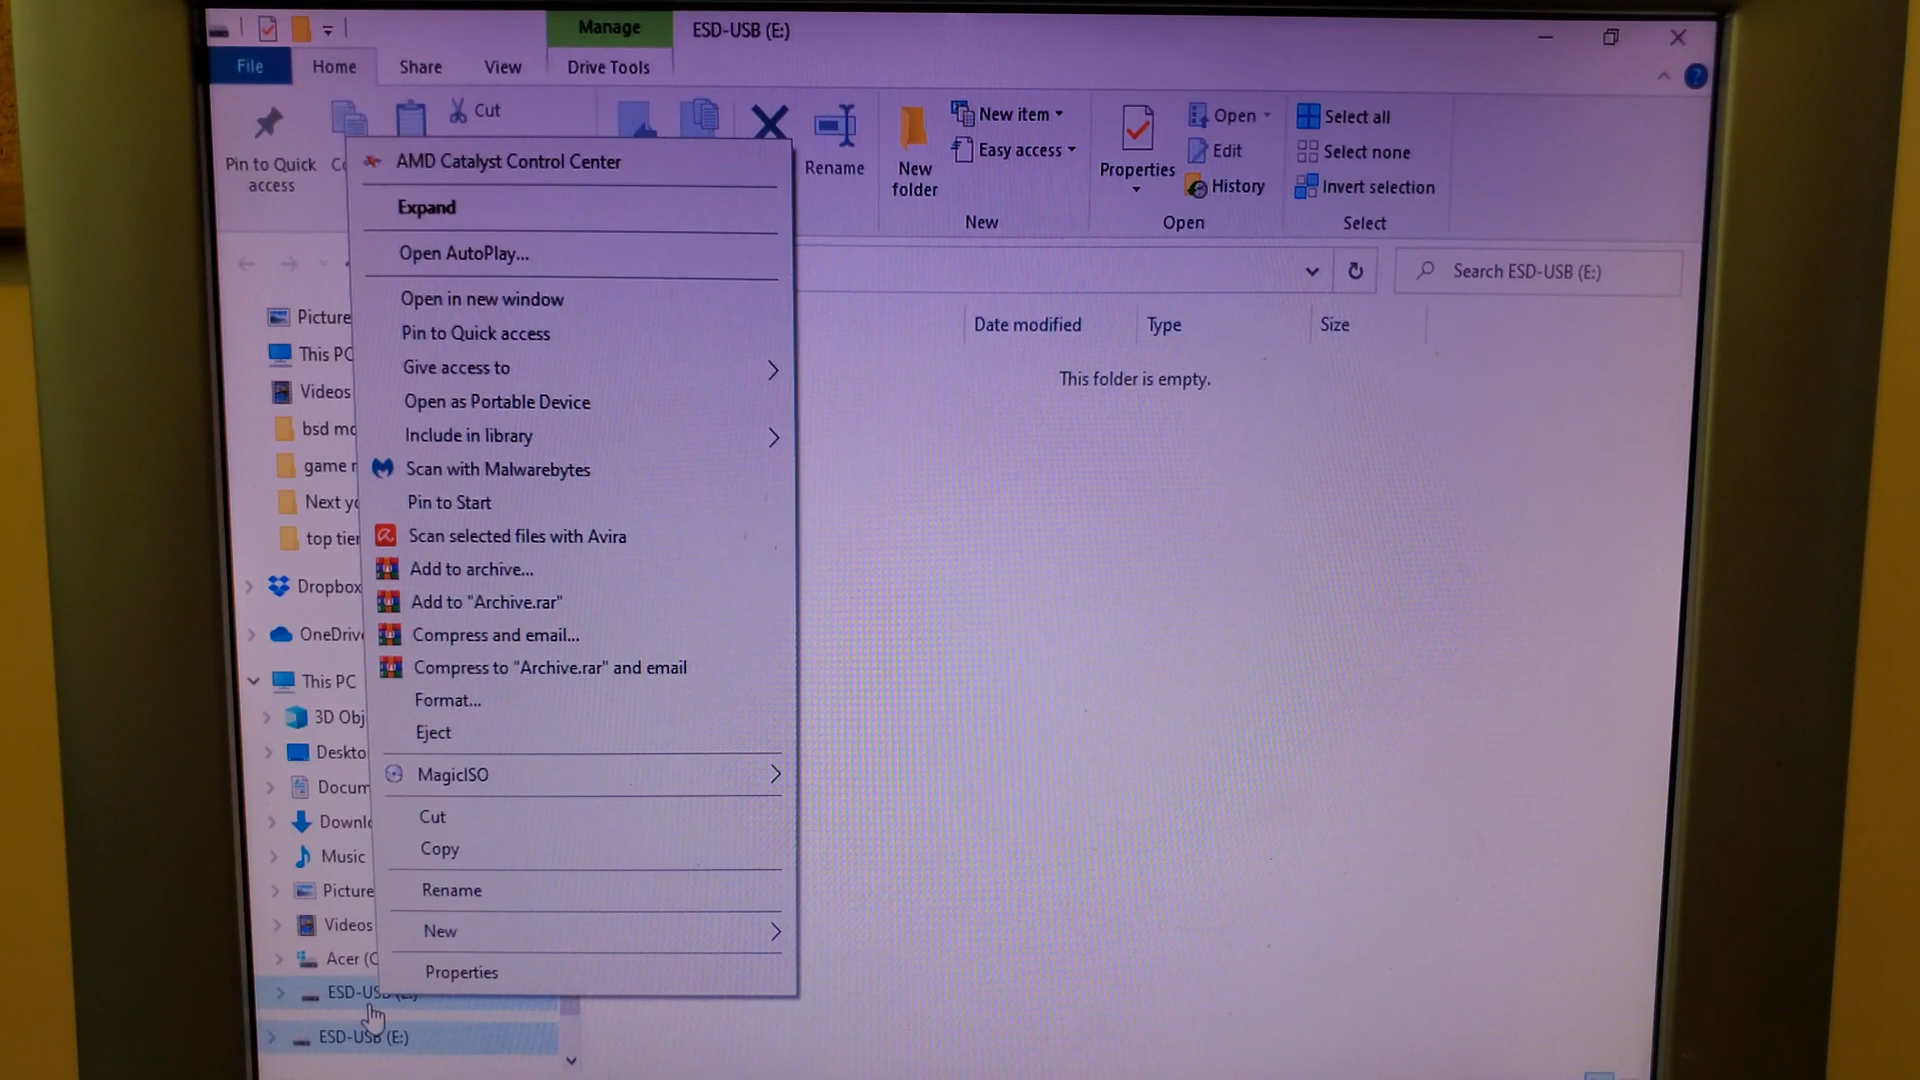 Manage
ESD-USB (E:)
File
Home
Share
View
Drive Tools
Cut
Pin to Quick
access
Rename
New
folder
New item
Easy access
New
Properties
Open
Edit
History
Open
Select all
Select none
Invert selection
Select
Search ESD-USB (E:)
Date modified
Type
Size
This folder is empty.
AMD Catalyst Control Center
Expand
Open AutoPlay...
Open in new window
Pin to Quick access
Give access to
Open as Portable Device
Include in library
Scan with Malwarebytes
Pin to Start
Scan selected files with Avira
Add to archive...
Add to "Archive.rar"
Compress and email...
Compress to "Archive.rar" and email
Format...
Eject
MagicISO
Cut
Copy
Rename
New
Properties
Picture
This PC
Videos
bsd mo
game r
Next yo
top tier
Dropbox
OneDriv
This PC
3D Obj
Deskto
Docum
Downlo
Music
Picture
Videos
Acer (C
ESD-USB (E:)
ESD-USB (E:)